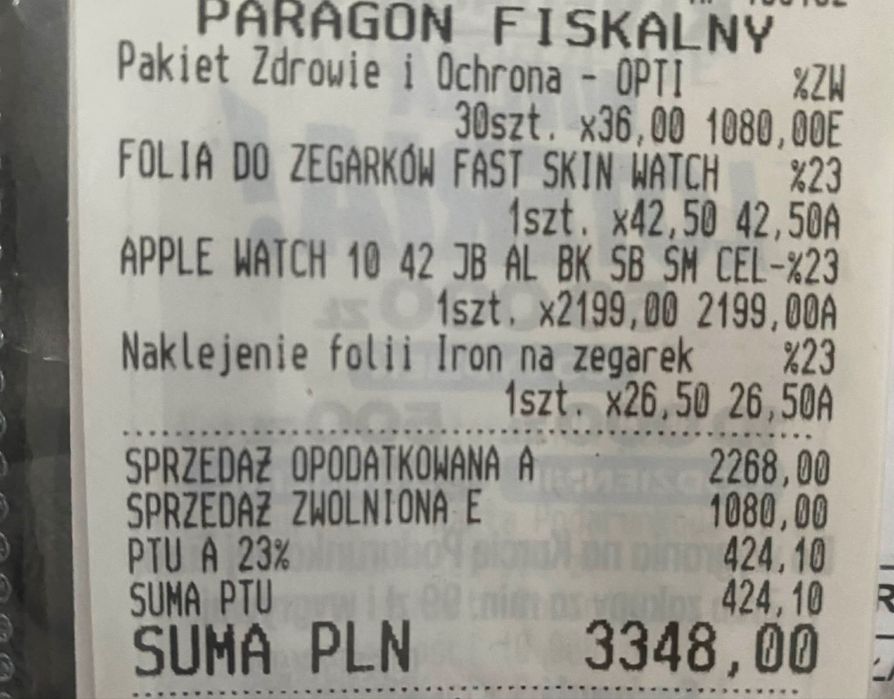 PARAGON FISKALNY
Pakiet Zdrowie i Ochrona - OPTI %ZW
30szt. x36,00 1080,00E
FOLIA DO ZEGARKÓW FAST SKIN WATCH %23
1szt. x42,50 42,50A
APPLE WATCH 10 42 JB AL BK SB SM CEL-%23
1szt. x2199,00 2199,00A
Naklejenie folii Iron na zegarek %23
1szt. x26,50 26,50A
SPRZEDAŻ OPODATKOWANA A 2268,00
SPRZEDAŻ ZWOLNIONA E 1080,00
PTU A 23% 424,10
SUMA PTU 424,10
SUMA PLN 3348,00